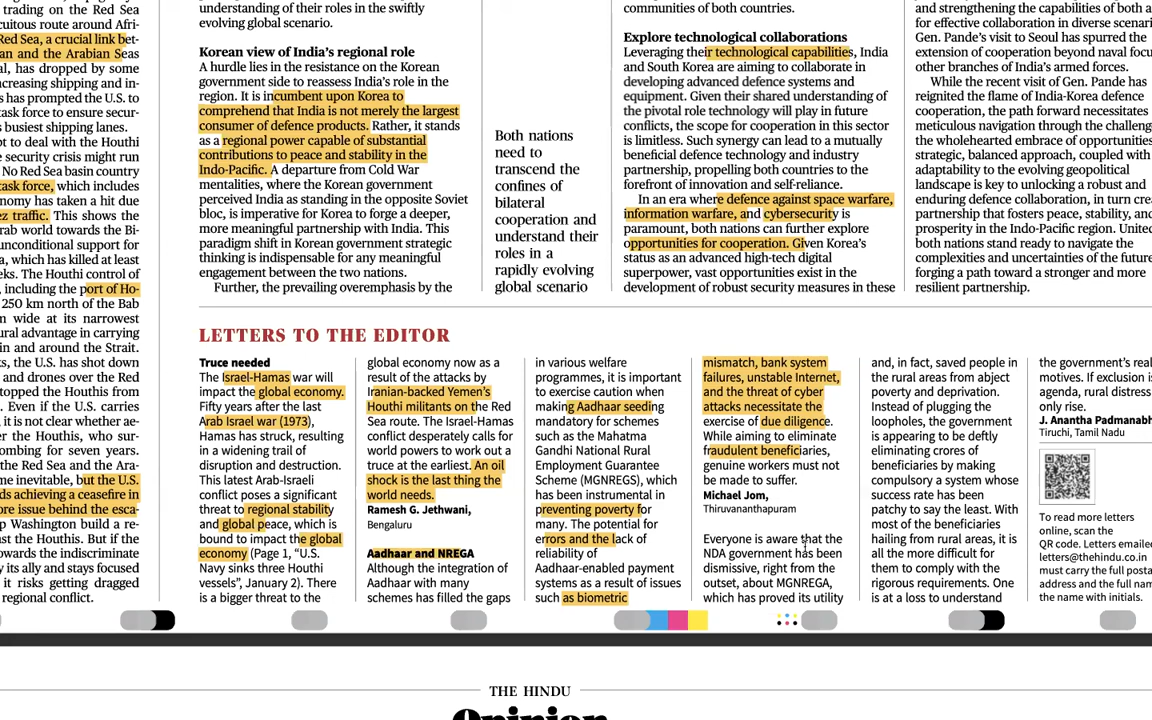 trading on the Red Sea
cuitous route around Afri-
Red Sea, a crucial link bet-
an and the Arabian Seas
al, has dropped by some
ncreasing shipping and in-
s has prompted the U.S. to
task force to ensure secur-
s busiest shipping lanes.
pt to deal with the Houthi
e security crisis might run
No Red Sea basin country
task force, which includes
onomy has taken a hit due
ez traffic. This shows the
rab world towards the Bi-
unconditional support for
a, which has killed at least
eks. The Houthi control of
, including the port of Ho-
250 km north of the Bab
m wide at its narrowest
ural advantage in carrying
in and around the Strait.
ks, the U.S. has shot down
and drones over the Red
topped the Houthis from
. Even if the U.S. carries
, it is not clear whether ae-
er the Houthis, who sur-
ombing for seven years.
the Red Sea and the Ara-
me inevitable, but the U.S.
ds achieving a ceasefire in
ore issue behind the esca-
p Washington build a re-
ast the Houthis. But if the
owards the indiscriminate
y its ally and stays focused
it risks getting dragged
regional conflict.
understanding of their roles in the swiftly
evolving global scenario.
Korean view of India's regional role
A hurdle lies in the resistance on the Korean
government side to reassess India's role in the
region. It is incumbent upon Korea to
comprehend that India is not merely the largest
consumer of defence products. Rather, it stands
as a regional power capable of substantial
contributions to peace and stability in the
Indo-Pacific. A departure from Cold War
mentalities, where the Korean government
perceived India as standing in the opposite Soviet
bloc, is imperative for Korea to forge a deeper,
more meaningful partnership with India. This
paradigm shift in Korean government strategic
thinking is indispensable for any meaningful
engagement between the two nations.
Further, the prevailing overemphasis by the
Both nations
need to
transcend the
confines of
bilateral
cooperation and
understand their
roles in a
rapidly evolving
global scenario
communities of both countries.
Explore technological collaborations
Leveraging their technological capabilities, India
and South Korea are aiming to collaborate in
developing advanced defence systems and
equipment. Given their shared understanding of
the pivotal role technology will play in future
conflicts, the scope for cooperation in this sector
is limitless. Such synergy can lead to a mutually
beneficial defence technology and industry
partnership, propelling both countries to the
forefront of innovation and self-reliance.
In an era where defence against space warfare,
information warfare, and cybersecurity is
paramount, both nations can further explore
opportunities for cooperation. Given Korea's
status as an advanced high-tech digital
superpower, vast opportunities exist in the
development of robust security measures in these
and strengthening the capabilities of both a
for effective collaboration in diverse scenari
Gen. Pande's visit to Seoul has spurred the
extension of cooperation beyond naval focu
other branches of India's armed forces.
While the recent visit of Gen. Pande has
reignited the flame of India-Korea defence
cooperation, the path forward necessitates
meticulous navigation through the challeng
the wholehearted embrace of opportunities
strategic, balanced approach, coupled with
adaptability to the evolving geopolitical
landscape is key to unlocking a robust and
enduring defence collaboration, in turn crea
partnership that fosters peace, stability, and
prosperity in the Indo-Pacific region. United
both nations stand ready to navigate the
complexities and uncertainties of the future
forging a path toward a stronger and more
resilient partnership.
LETTERS TO THE EDITOR
Truce needed
The Israel-Hamas war will
impact the global economy.
Fifty years after the last
Arab Israel war (1973),
Hamas has struck, resulting
in a widening trail of
disruption and destruction.
This latest Arab-Israeli
conflict poses a significant
threat to regional stability
and global peace, which is
bound to impact the global
economy (Page 1, “U.S.
Navy sinks three Houthi
vessels”, January 2). There
is a bigger threat to the
global economy now as a
result of the attacks by
Iranian-backed Yemen's
Houthi militants on the Red
Sea route. The Israel-Hamas
conflict desperately calls for
world powers to work out a
truce at the earliest. An oil
shock is the last thing the
world needs.
Ramesh G. Jethwani,
Bengaluru
Aadhaar and NREGA
Although the integration of
Aadhaar with many
schemes has filled the gaps
in various welfare
programmes, it is important
to exercise caution when
making Aadhaar seeding
mandatory for schemes
such as the Mahatma
Gandhi National Rural
Employment Guarantee
Scheme (MGNREGS), which
has been instrumental in
preventing poverty for
many. The potential for
errors and the lack of
reliability of
Aadhaar-enabled payment
systems as a result of issues
such as biometric
mismatch, bank system
failures, unstable Internet,
and the threat of cyber
attacks necessitate the
exercise of due diligence.
While aiming to eliminate
fraudulent beneficiaries,
genuine workers must not
be made to suffer.
Michael Jom,
Thiruvananthapuram
Everyone is aware that the
NDA government has been
dismissive, right from the
outset, about MGNREGA,
which has proved its utility
and, in fact, saved people in
the rural areas from abject
poverty and deprivation.
Instead of plugging the
loopholes, the government
is appearing to be deftly
eliminating crores of
beneficiaries by making
compulsory a system whose
success rate has been
patchy to say the least. With
most of the beneficiaries
hailing from rural areas, it is
all the more difficult for
them to comply with the
rigorous requirements. One
is at a loss to understand
the government's real
motives. If exclusion is
agenda, rural distress
only rise.
J. Anantha Padmanabh
Tiruchi, Tamil Nadu
To read more letters
online, scan the
QR code. Letters emailed
letters@thehindu.co.in
must carry the full posta
address and the full nam
the name with initials.
THE HINDU
Opinion